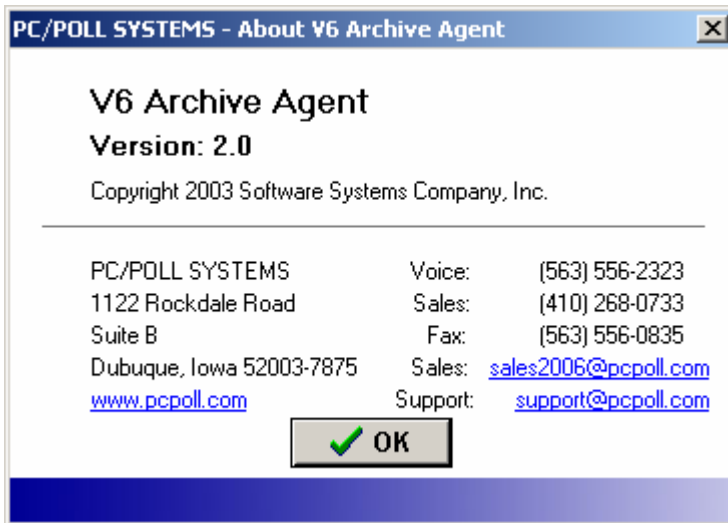 PC/POLL SYSTEMS - About V6 Archive Agent
V6 Archive Agent
Version: 2.0
Copyright 2003 Software Systems Company, Inc.
PC/POLL SYSTEMS Voice: (563) 556-2323
1122 Rockdale Road Sales: (410) 268-0733
Suite B Fax: (563) 556-0835
Dubuque, Iowa 52003-7875 Sales: sales2006@pcpoll.com
www.pcpoll.com Support: support@pcpoll.com
OK